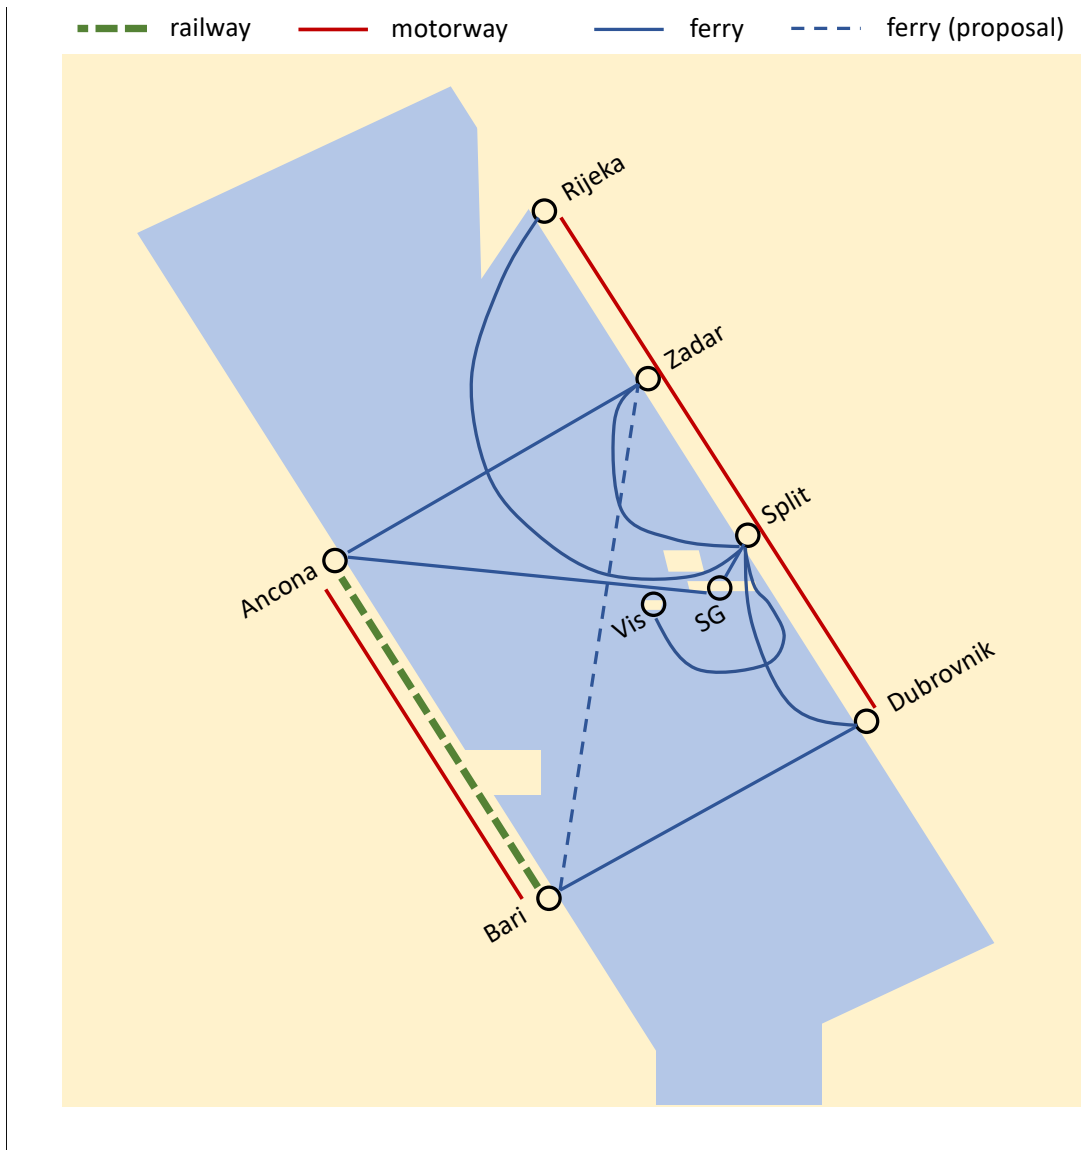 railway motorway ferry ferry (proposal)
Rijeka
Zadar
Split
Ancona
Vis
SG
Dubrovnik
Bari